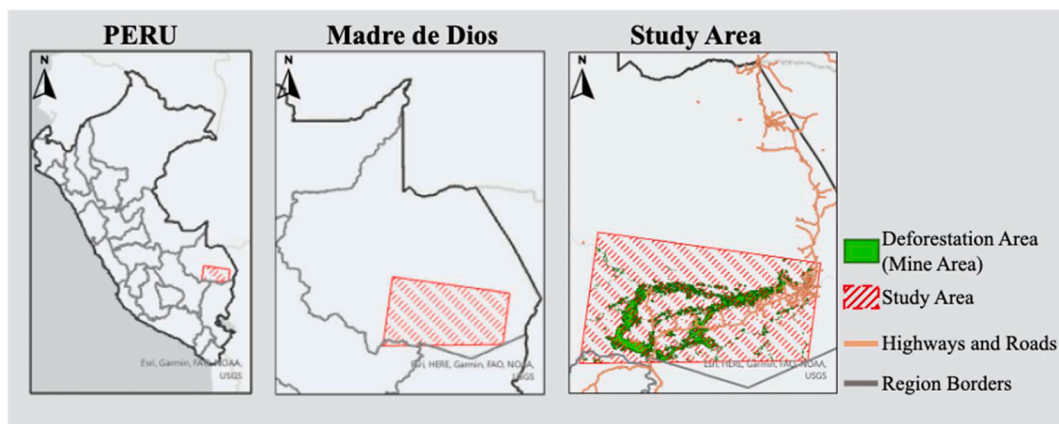 PERU
Madre de Dios
Study Area
N
N
N
Esri, Garmin, FAO, NOAA,
USGS
Esri, HERE, Garmin, FAO, NOAA,
USGS
Esri, HERE, Garmin, FAO, NOAA,
USGS
Deforestation Area
(Mine Area)
Study Area
Highways and Roads
Region Borders